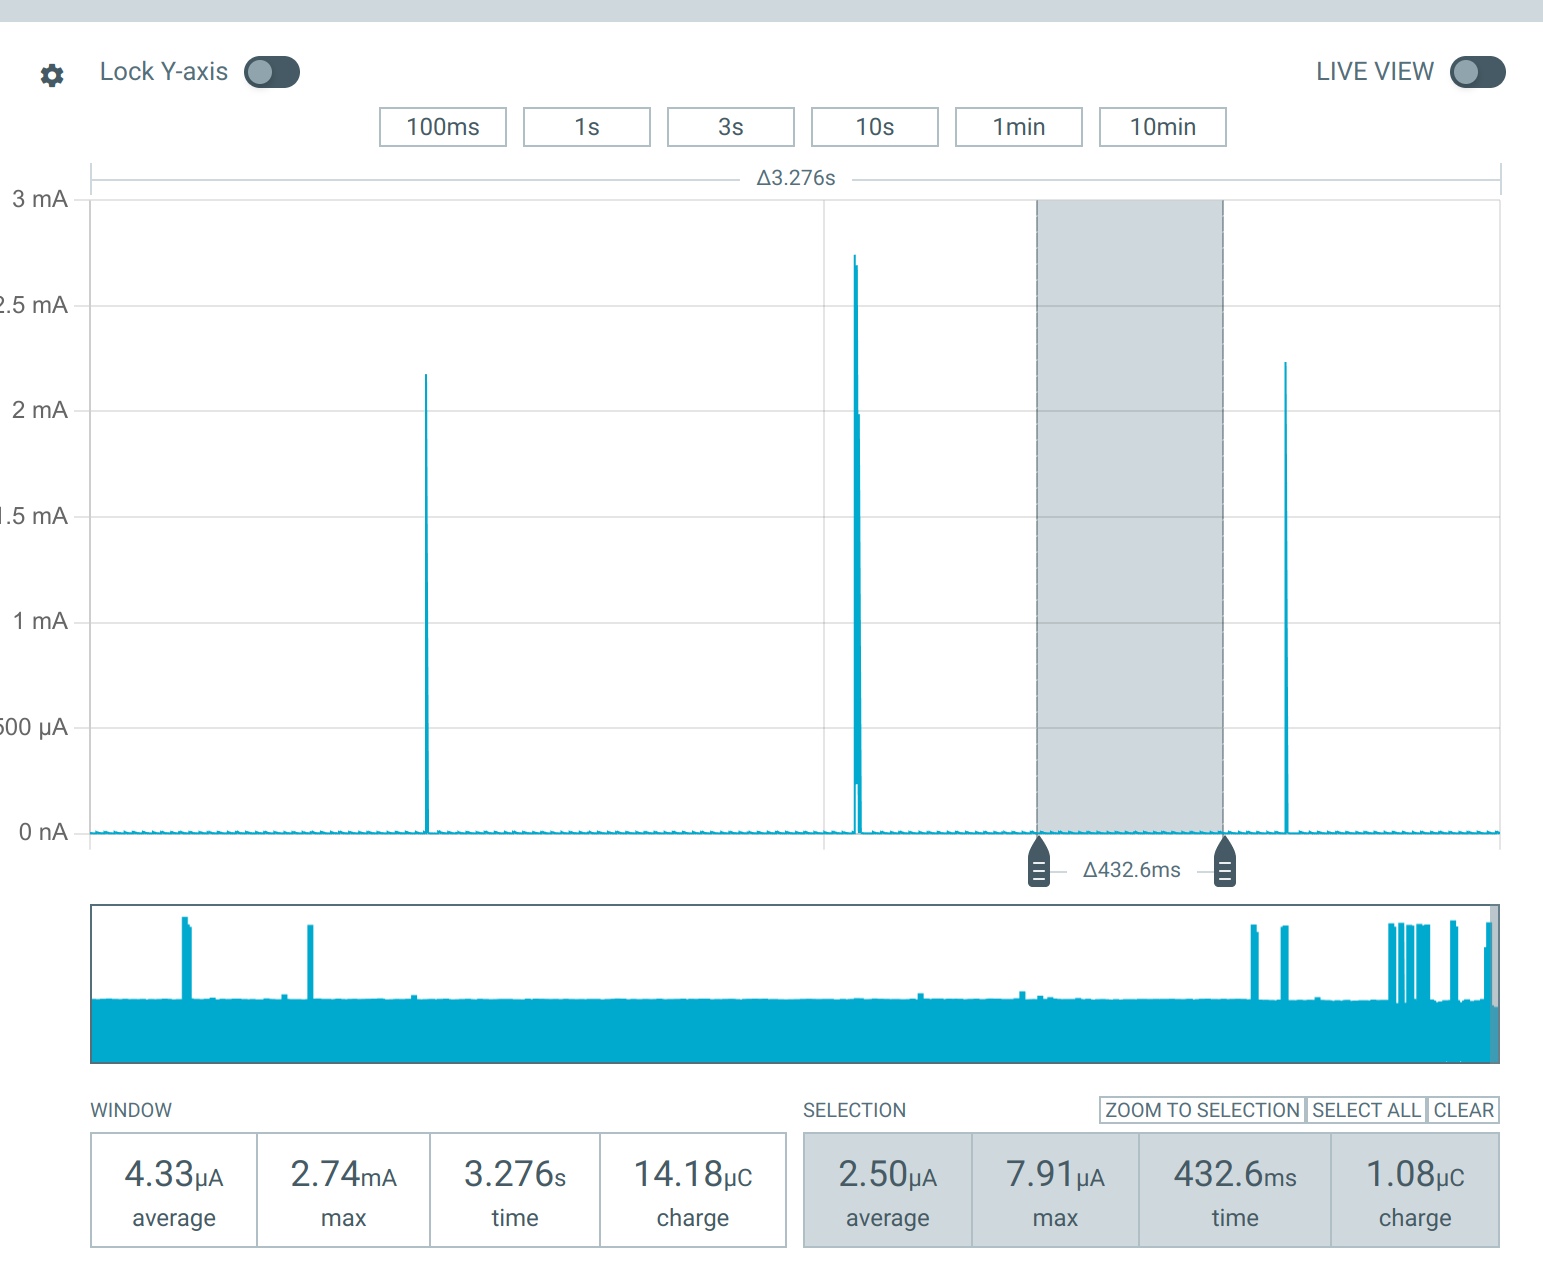 Lock Y-axis LIVE VIEW
100ms 1s 3s 10s 1min 10min
Δ3.276s
3 mA
2.5 mA
2 mA
1.5 mA
1 mA
500 µA
0 nA
Δ432.6ms
WINDOW SELECTION ZOOM TO SELECTION SELECT ALL CLEAR
4.33µA 2.74mA 3.276s 14.18µC 2.50µA 7.91µA 432.6ms 1.08µC
average max time charge average max time charge